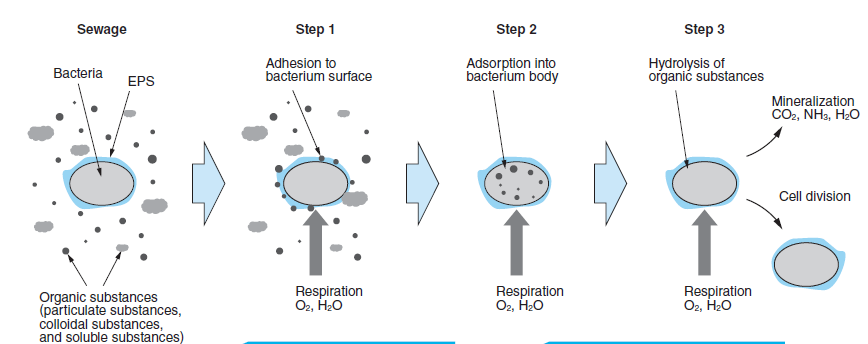 Sewage
Bacteria
EPS
Organic substances
(particulate substances,
colloidal substances,
and soluble substances)
Step 1
Adhesion to
bacterium surface
Respiration
O₂, H₂O
Step 2
Adsorption into
bacterium body
Respiration
O₂, H₂O
Step 3
Hydrolysis of
organic substances
Mineralization
CO₂, NH₃, H₂O
Cell division
Respiration
O₂, H₂O